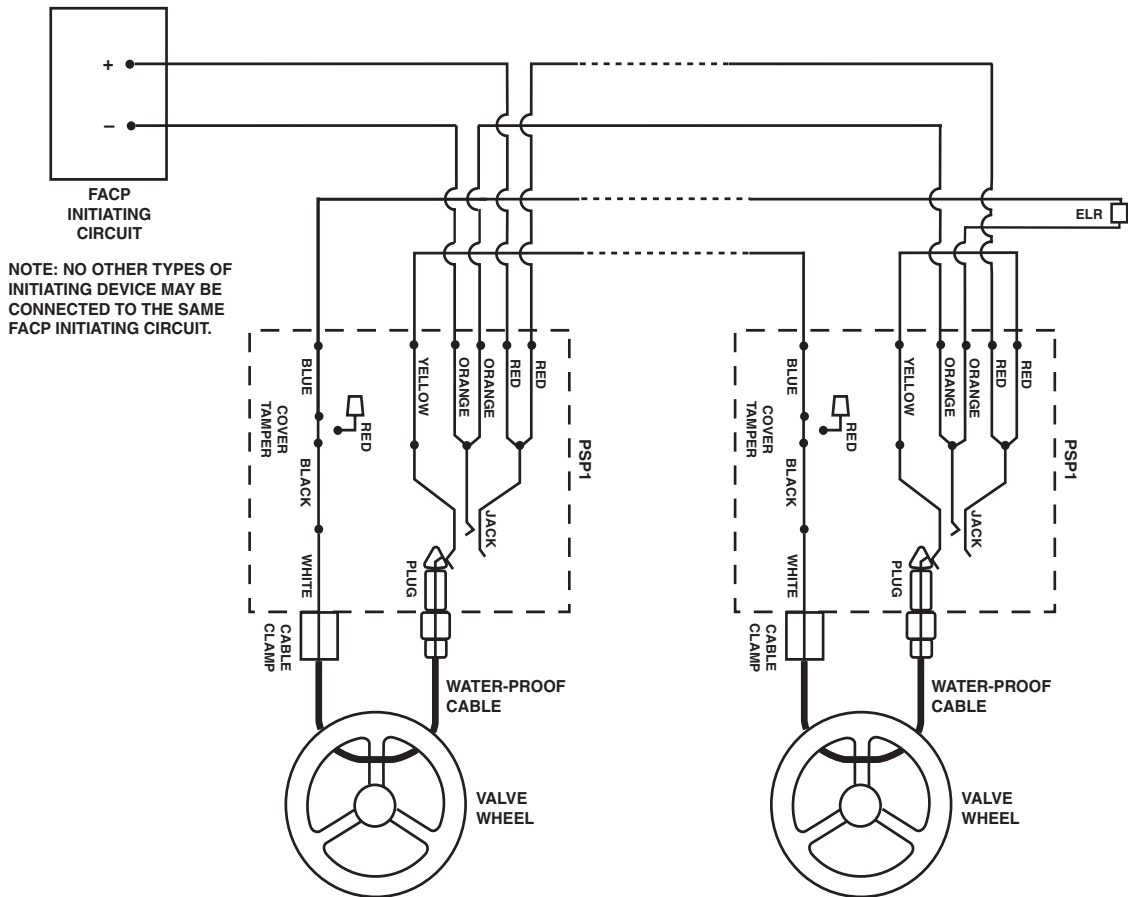 +
–
FACP
INITIATING
CIRCUIT
NOTE: NO OTHER TYPES OF
INITIATING DEVICE MAY BE
CONNECTED TO THE SAME
FACP INITIATING CIRCUIT.
ELR
BLUE
YELLOW
ORANGE
ORANGE
RED
RED
COVER
TAMPER
RED
BLACK
WHITE
JACK
PLUG
PSP1
CABLE
CLAMP
WATER-PROOF
CABLE
VALVE
WHEEL
BLUE
YELLOW
ORANGE
ORANGE
RED
RED
COVER
TAMPER
RED
BLACK
WHITE
JACK
PLUG
PSP1
CABLE
CLAMP
WATER-PROOF
CABLE
VALVE
WHEEL